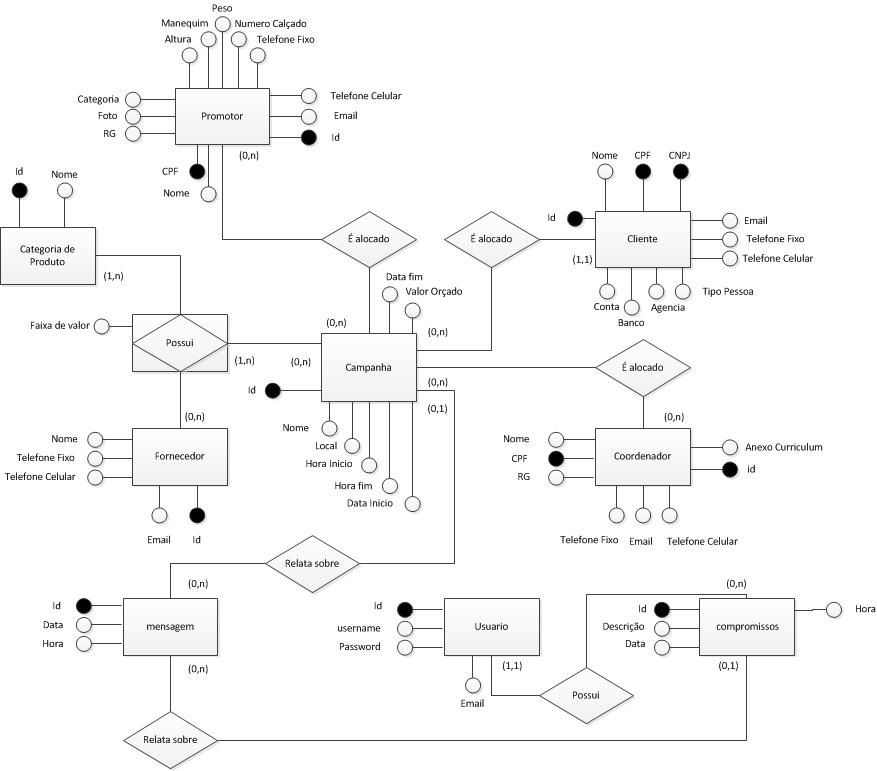 Peso
Manequim
Numero Calçado
Altura
Telefone Fixo
Categoria
Foto
RG
Promotor
Telefone Celular
Email
Id
(0,n)
CPF
Nome
Id
Nome
Categoria de
Produto
(1,n)
É alocado
É alocado
Nome
CPF
CNPJ
Id
Cliente
(1,1)
Email
Telefone Fixo
Telefone Celular
Conta
Banco
Agencia
Tipo Pessoa
Data fim
Valor Orçado
Faixa de valor
Possui
(1,n)
(0,n)
(0,n)
(0,n)
(0,n)
(0,n)
(0,1)
Campanha
Id
Nome
Local
Hora Inicio
Hora fim
Data Inicio
É alocado
(0,n)
Nome
Telefone Fixo
Telefone Celular
Fornecedor
Email
Id
Nome
CPF
RG
Coordenador
Anexo Curriculum
id
Telefone Fixo
Email
Telefone Celular
Relata sobre
(0,n)
Id
Data
Hora
mensagem
(0,n)
Id
username
Password
Usuario
(1,1)
Email
Possui
(0,n)
Id
Descrição
Data
compromissos
Hora
(0,1)
Relata sobre